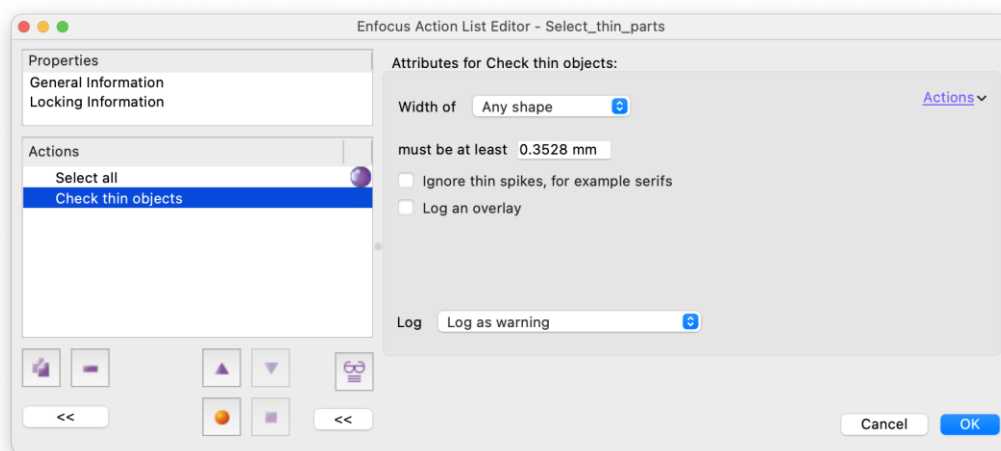 Enfocus Action List Editor - Select_thin_parts
Properties
General Information
Locking Information
Actions
Select all
Check thin objects
<<
<<
Attributes for Check thin objects:
Actions
Width of Any shape
must be at least 0.3528 mm
Ignore thin spikes, for example serifs
Log an overlay
Log Log as warning
Cancel OK